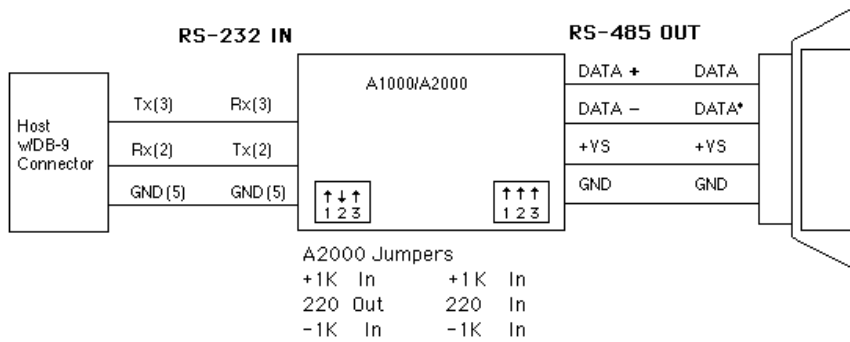 RS-232 IN
RS-485 OUT
A1000/A2000
Host
w/DB-9
Connector
Tx(3) Rx(3)
Rx(2) Tx(2)
GND(5) GND(5)
DATA + DATA
DATA - DATA*
+VS +VS
GND GND
↑↓↑
1 2 3
↑↑↑
1 2 3
A2000 Jumpers
+1K In +1K In
220 Out 220 In
-1K In -1K In